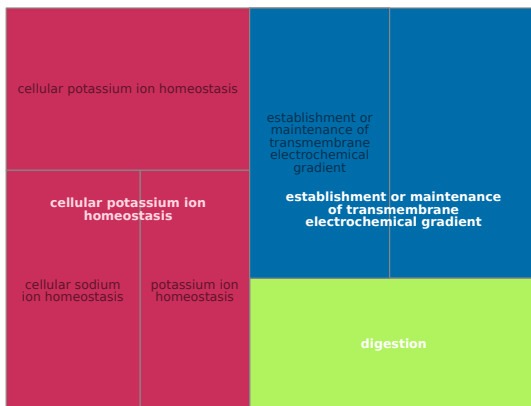 cellular potassium ion homeostasis
cellular potassium ion
homeostasis
cellular sodium
ion homeostasis
potassium ion
homeostasis
establishment or
maintenance of
transmembrane
electrochemical
gradient
establishment or maintenance
of transmembrane
electrochemical gradient
digestion